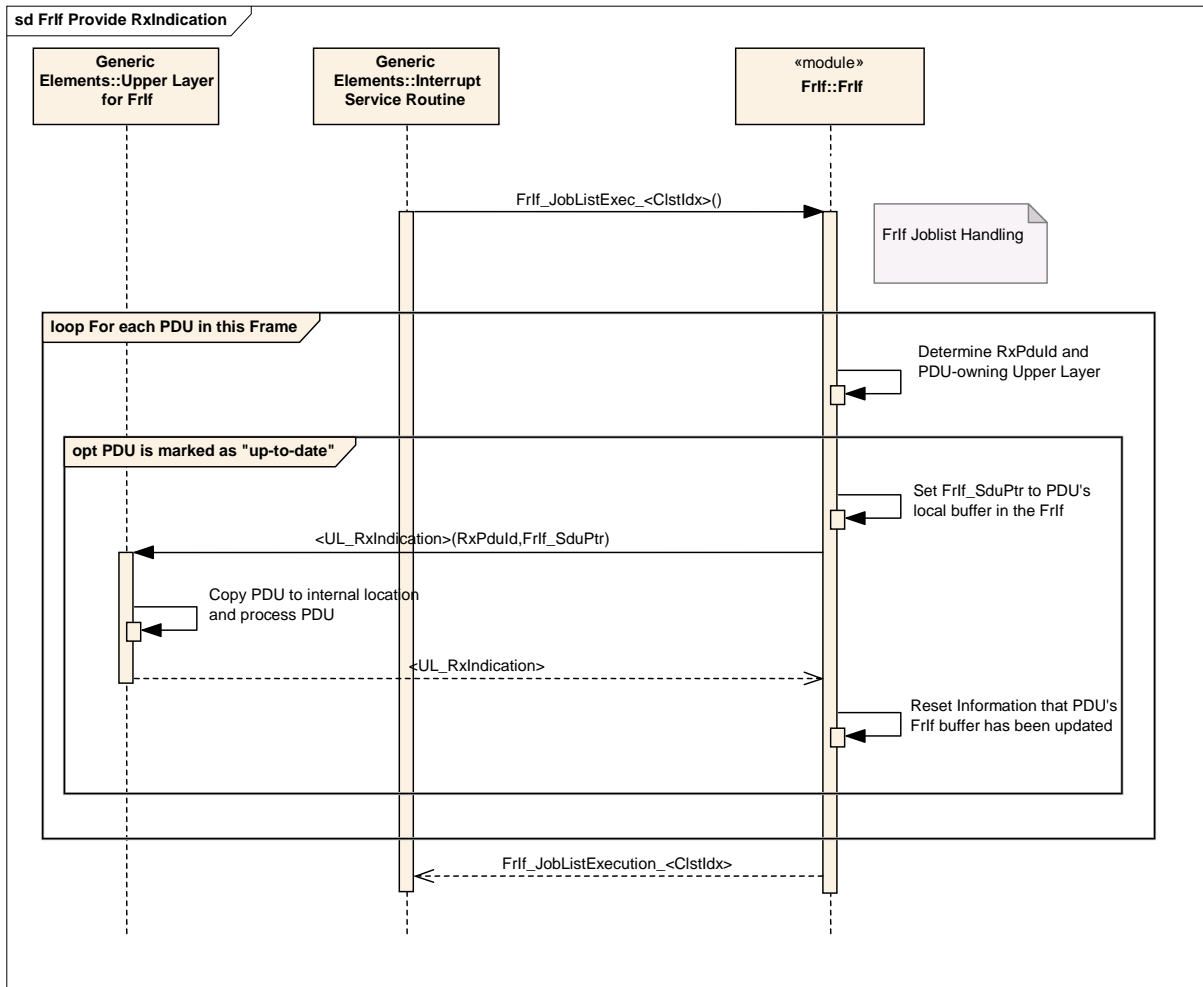 sd FrIf Provide RxIndication
Generic
Elements::Upper Layer
for FrIf
Generic
Elements::Interrupt
Service Routine
«module»
FrIf::FrIf
FrIf_JobListExec_<ClstIdx>()
FrIf Joblist Handling
loop For each PDU in this Frame
Determine RxPduId and
PDU-owning Upper Layer
opt PDU is marked as "up-to-date"
Set FrIf_SduPtr to PDU's
local buffer in the FrIf
<UL_RxIndication>(RxPduId,FrIf_SduPtr)
Copy PDU to internal location
and process PDU
<UL_RxIndication>
Reset Information that PDU's
FrIf buffer has been updated
FrIf_JobListExecution_<ClstIdx>